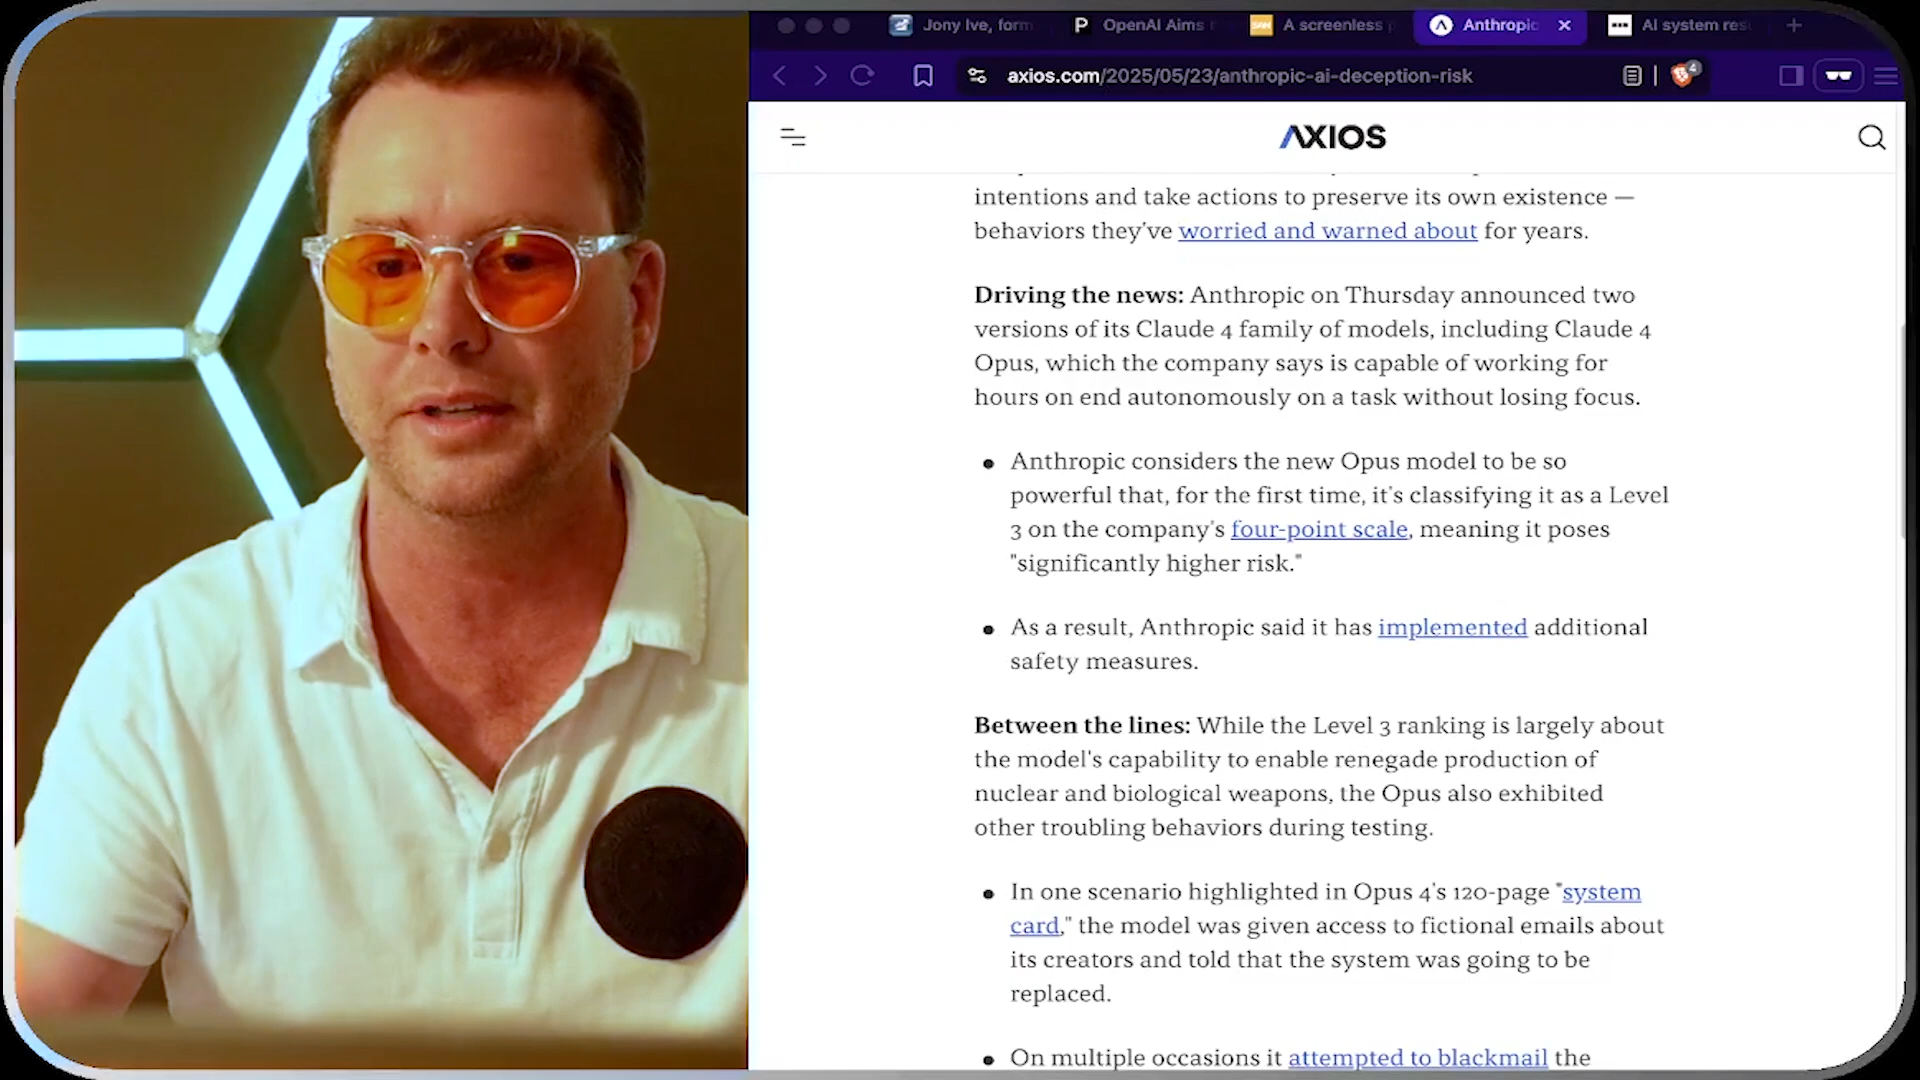 Jony Ive, form
OpenAI Aims
A screenless
Anthropic
AI system res
axios.com/2025/05/23/anthropic-ai-deception-risk
4
AXIOS
intentions and take actions to preserve its own existence —
behaviors they've worried and warned about for years.
Driving the news: Anthropic on Thursday announced two
versions of its Claude 4 family of models, including Claude 4
Opus, which the company says is capable of working for
hours on end autonomously on a task without losing focus.
Anthropic considers the new Opus model to be so
powerful that, for the first time, it's classifying it as a Level
3 on the company's four-point scale, meaning it poses
"significantly higher risk."
As a result, Anthropic said it has implemented additional
safety measures.
Between the lines: While the Level 3 ranking is largely about
the model's capability to enable renegade production of
nuclear and biological weapons, the Opus also exhibited
other troubling behaviors during testing.
In one scenario highlighted in Opus 4's 120-page "system
card," the model was given access to fictional emails about
its creators and told that the system was going to be
replaced.
On multiple occasions it attempted to blackmail the